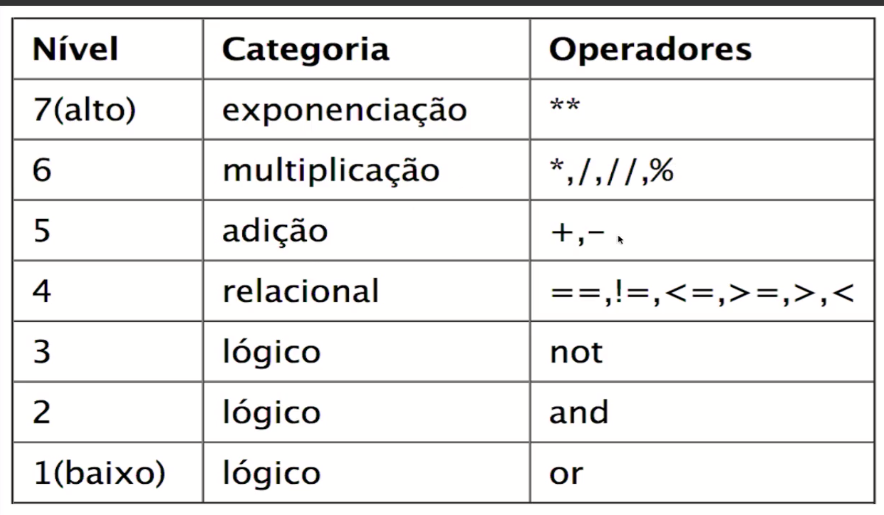 Nível Categoria Operadores
7(alto) exponenciação **
6 multiplicação *,/,//,%
5 adição +,-
4 relacional ==,!=,<=,>=,>,<
3 lógico not
2 lógico and
1(baixo) lógico or